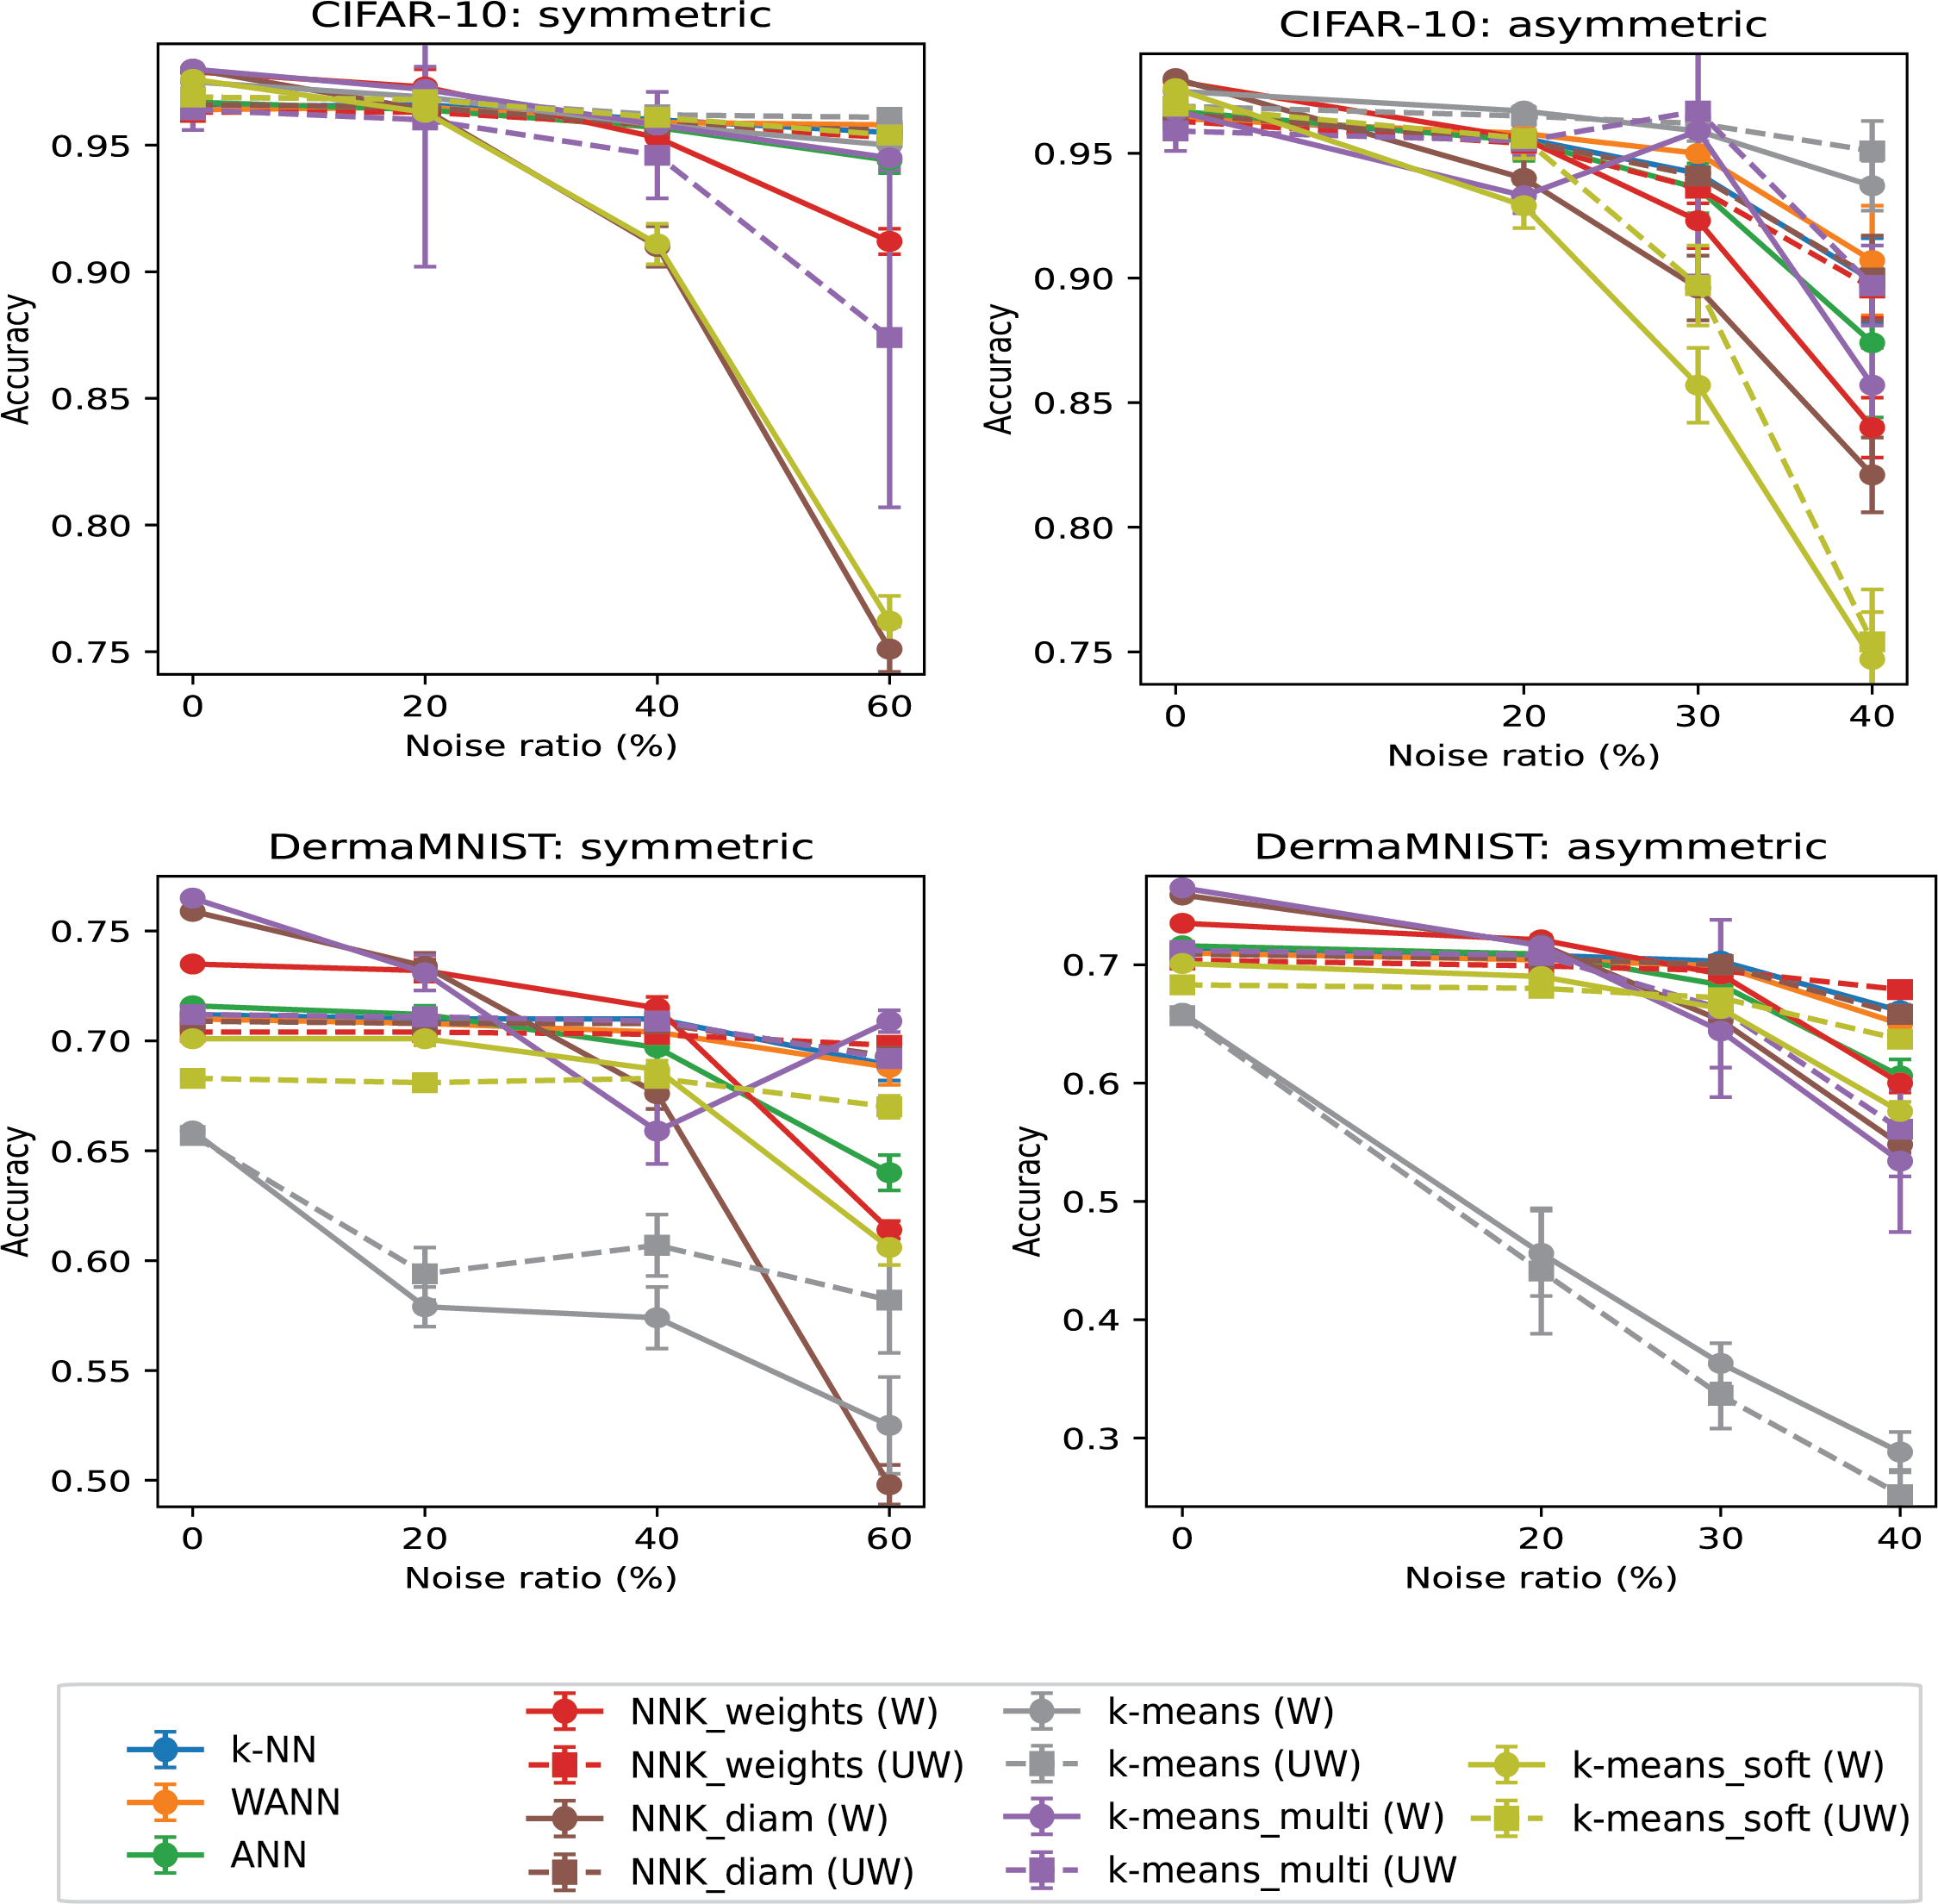 CIFAR-10: symmetric
0.95
0.90
0.85
0.80
0.75
Accuracy
0 20 40 60
Noise ratio (%)
CIFAR-10: asymmetric
0.95
0.90
0.85
0.80
0.75
Accuracy
0 20 30 40
Noise ratio (%)
DermaMNIST: symmetric
0.75
0.70
0.65
0.60
0.55
0.50
Accuracy
0 20 40 60
Noise ratio (%)
DermaMNIST: asymmetric
0.7
0.6
0.5
0.4
0.3
Accuracy
0 20 30 40
Noise ratio (%)
k-NN
WANN
ANN
NNK_weights (W)
NNK_weights (UW)
NNK_diam (W)
NNK_diam (UW)
k-means (W)
k-means (UW)
k-means_multi (W)
k-means_multi (UW
k-means_soft (W)
k-means_soft (UW)